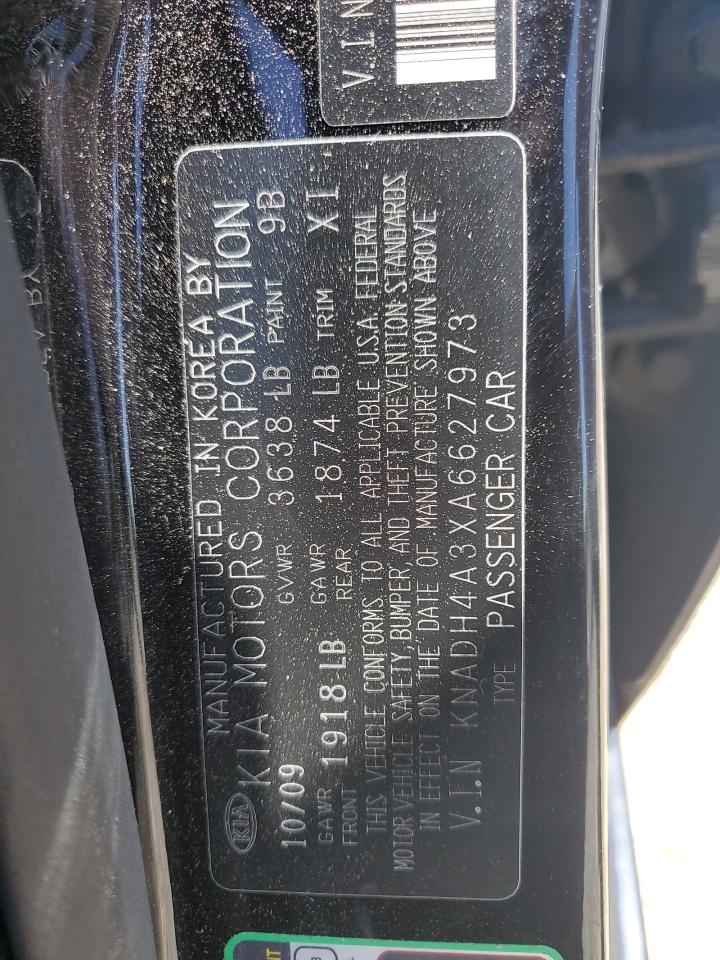 KIA
MANUFACTURED IN KOREA BY
KIA MOTORS CORPORATION
10/09 GVWR 3638 LB PAINT 9B
GAWR FRONT 1918 LB GAWR REAR 1874 LB TRIM XI
THIS VEHICLE CONFORMS TO ALL APPLICABLE U.S.A. FEDERAL
MOTOR VEHICLE SAFETY, BUMPER, AND THEFT PREVENTION STANDARDS
IN EFFECT ON THE DATE OF MANUFACTURE SHOWN ABOVE
V.I.N KNADH4A3XA6627973
TYPE PASSENGER CAR
V.I.N